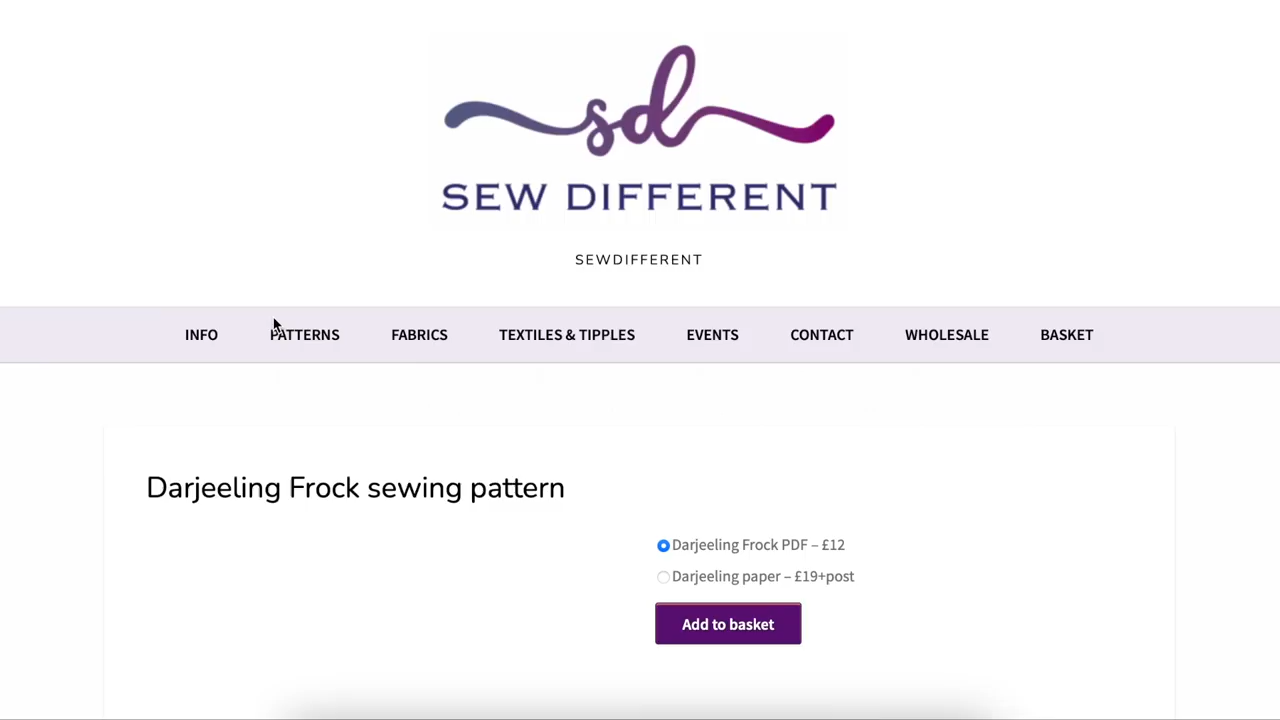 sd
SEW DIFFERENT
SEWDIFFERENT
INFO PATTERNS FABRICS TEXTILES & TIPPLES EVENTS CONTACT WHOLESALE BASKET
Darjeeling Frock sewing pattern
Darjeeling Frock PDF – £12
Darjeeling paper – £19+post
Add to basket